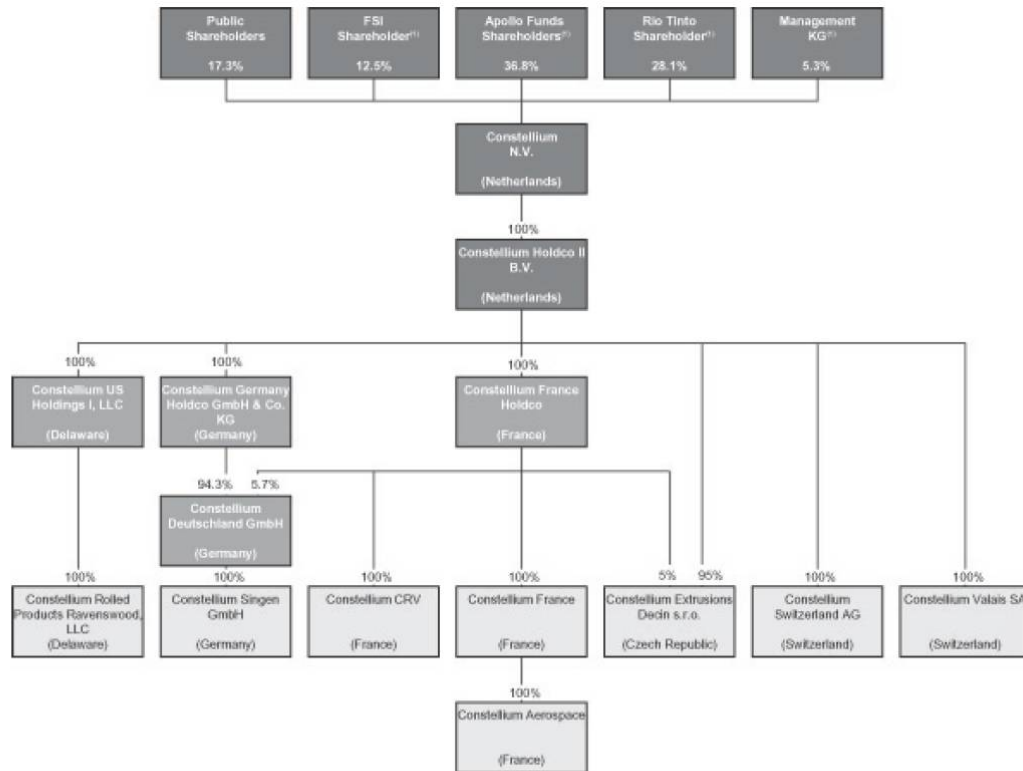 Public
Shareholders
17.3%
FSI
Shareholder(1)
12.5%
Apollo Funds
Shareholders(1)
36.8%
Rio Tinto
Shareholder(1)
28.1%
Management
KG(1)
5.3%
Constellium
N.V.
(Netherlands)
100%
Constellium Holdco II
B.V.
(Netherlands)
100%
100%
100%
Constellium US
Holdings I, LLC
(Delaware)
Constellium Germany
Holdco GmbH & Co.
KG
(Germany)
Constellium France
Holdco
(France)
94.3%
5.7%
Constellium
Deutschland GmbH
(Germany)
100%
100%
100%
100%
5%
95%
100%
100%
Constellium Rolled
Products Ravenswood,
LLC
(Delaware)
Constellium Singen
GmbH
(Germany)
Constellium CRV
(France)
Constellium France
(France)
Constellium Extrusions
Decin s.r.o.
(Czech Republic)
Constellium
Switzerland AG
(Switzerland)
Constellium Valais SA
(Switzerland)
100%
Constellium Aerospace
(France)